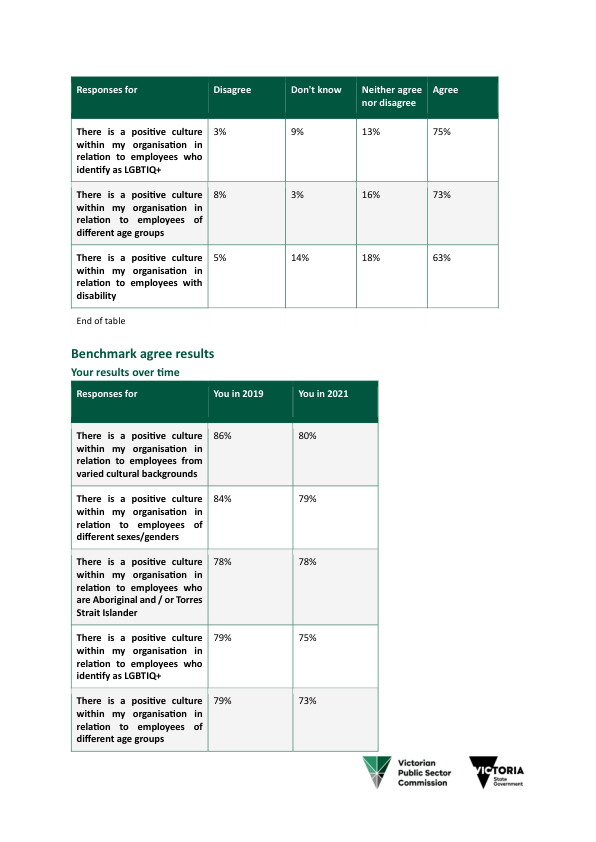 Responses for Disagree Don't know Neither agree nor disagree Agree
There is a positive culture within my organisation in relation to employees who identify as LGBTIQ+ 3% 9% 13% 75%
There is a positive culture within my organisation in relation to employees of different age groups 8% 3% 16% 73%
There is a positive culture within my organisation in relation to employees with disability 5% 14% 18% 63%
End of table
Benchmark agree results
Your results over time
Responses for You in 2019 You in 2021
There is a positive culture within my organisation in relation to employees from varied cultural backgrounds 86% 80%
There is a positive culture within my organisation in relation to employees of different sexes/genders 84% 79%
There is a positive culture within my organisation in relation to employees who are Aboriginal and / or Torres Strait Islander 78% 78%
There is a positive culture within my organisation in relation to employees who identify as LGBTIQ+ 79% 75%
There is a positive culture within my organisation in relation to employees of different age groups 79% 73%
Victorian
Public Sector
Commission
VICTORIA
State
Government